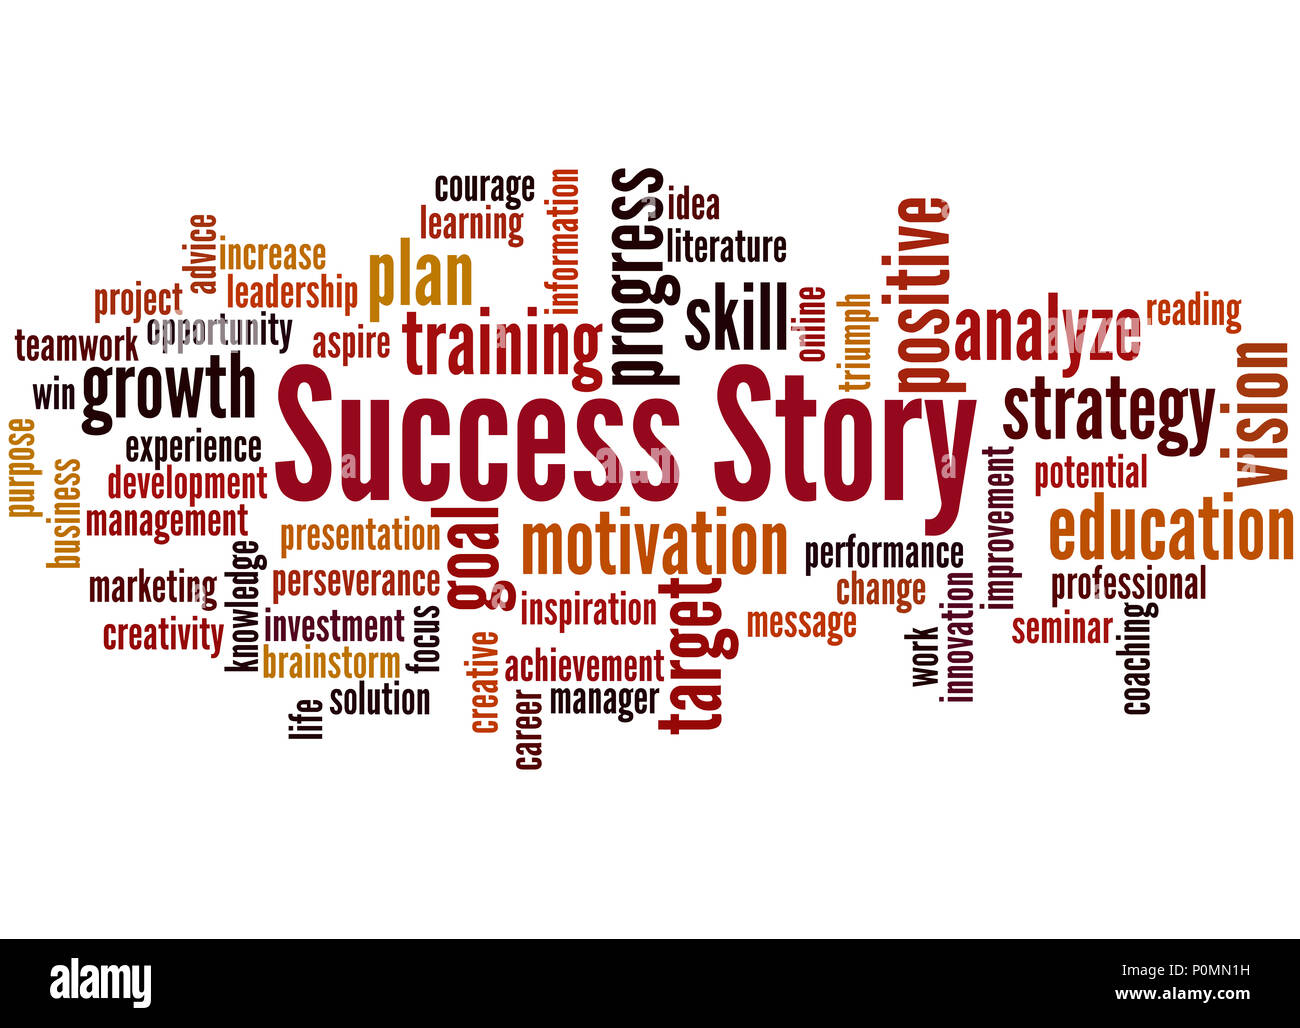 courage
learning
information
progress
idea
literature
positive
advice
increase
plan
leadership
project
skill
online
triumph
analyze
reading
opportunity
aspire
training
teamwork
win
growth
Success Story
strategy
vision
purpose
experience
business
development
management
potential
improvement
education
presentation
goal
motivation
performance
professional
marketing
knowledge
perseverance
change
creativity
investment
focus
inspiration
target
message
work
innovation
seminar
coaching
brainstorm
creative
achievement
life
solution
career
manager
alamy
Image ID: P0MN1H
www.alamy.com